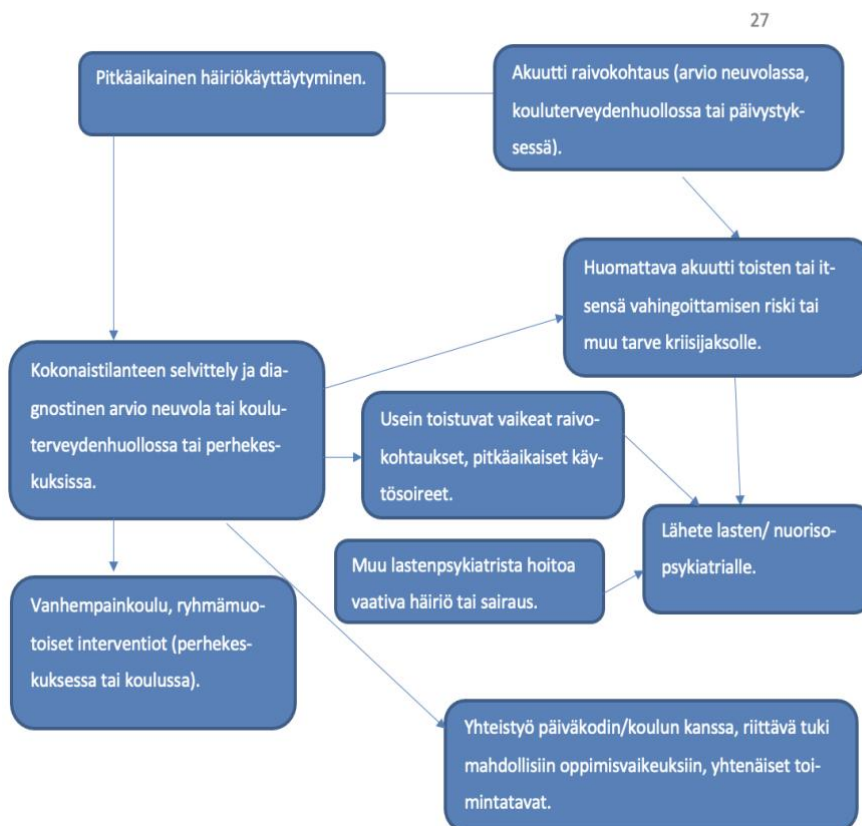 27
Pitkäaikainen häiriökäyttäytyminen.
Akuutti raivokohtaus (arvio neuvolassa,
kouluterveydenhuollossa tai päivystyk-
sessä).
Huomattava akuutti toisten tai it-
sensä vahingoittamisen riski tai
muu tarve kriisijaksolle.
Kokonaistilanteen selvittely ja dia-
gnostinen arvio neuvola tai koulu-
terveydenhuollossa tai perhekes-
kuksissa.
Usein toistuvat vaikeat raivo-
kohtaukset, pitkäaikaiset käy-
tösoireet.
Lähete lasten/ nuoriso-
psykiatrialle.
Muu lastenpsykiatrista hoitoa
vaativa häiriö tai sairaus.
Vanhempainkoulu, ryhmämuo-
toiset interventiot (perhekes-
kuksessa tai koulussa).
Yhteistyö päiväkodin/koulun kanssa, riittävä tuki
mahdollisiin oppimisvaikeuksiin, yhtenäiset toi-
mintatavat.